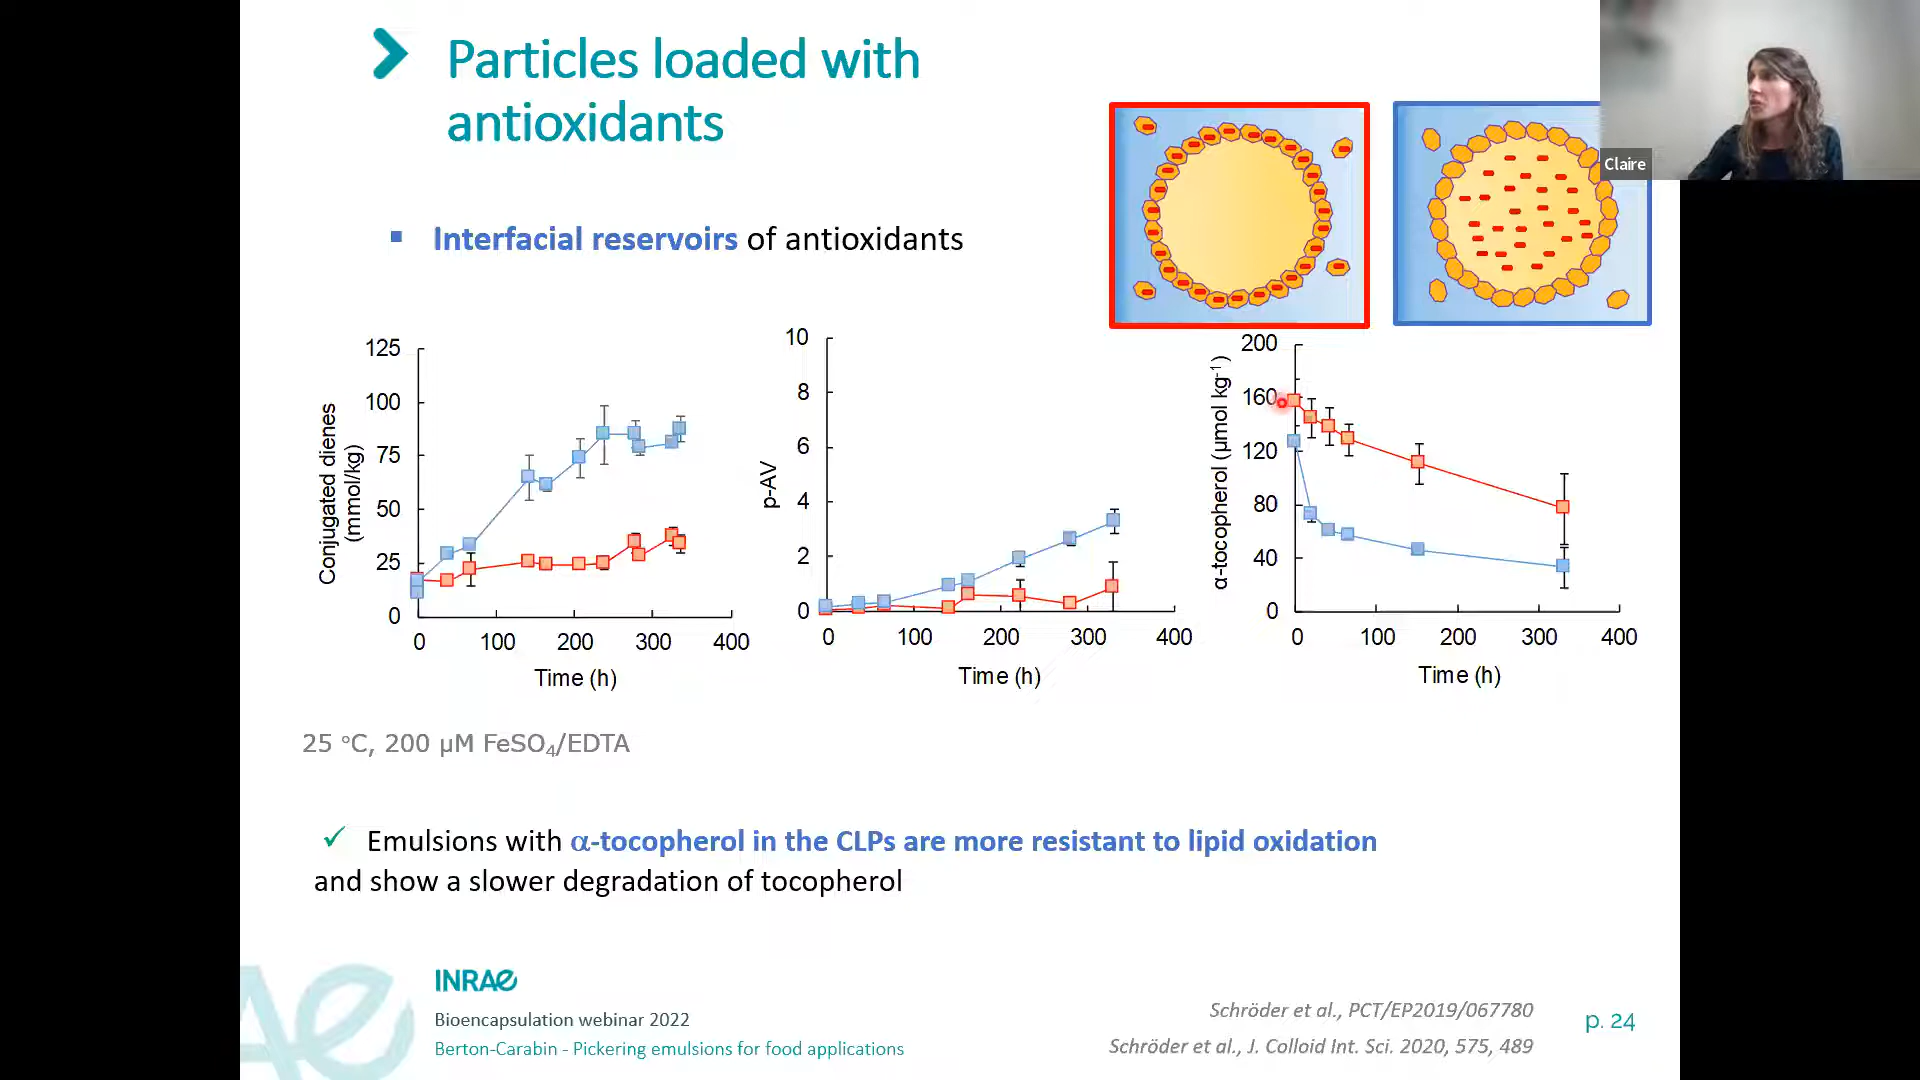 Particles loaded with
antioxidants
Claire
Interfacial reservoirs of antioxidants
125
100
75
50
25
0
0 100 200 300 400
Conjugated dienes
(mmol/kg)
Time (h)
10
8
6
4
2
0
0 100 200 300 400
p-AV
Time (h)
200
160
120
80
40
0
0 100 200 300 400
α-tocopherol (µmol kg⁻¹)
Time (h)
25 °C, 200 µM FeSO₄/EDTA
✓ Emulsions with α-tocopherol in the CLPs are more resistant to lipid oxidation
and show a slower degradation of tocopherol
INRAE
Bioencapsulation webinar 2022
Berton-Carabin - Pickering emulsions for food applications
Schröder et al., PCT/EP2019/067780
Schröder et al., J. Colloid Int. Sci. 2020, 575, 489
p. 24